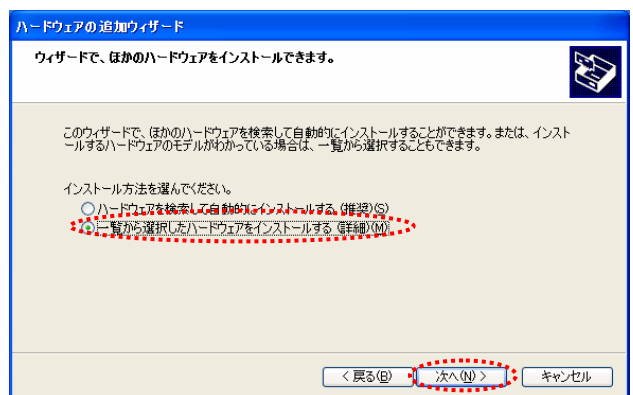 ハードウェアの追加ウィザード
ウィザードで、ほかのハードウェアをインストールできます。
このウィザードで、ほかのハードウェアを検索して自動的にインストールすることができます。または、インスト
ールするハードウェアのモデルがわかっている場合は、一覧から選択することもできます。
インストール方法を選んでください。
ハードウェアを検索して自動的にインストールする (推奨)(S)
一覧から選択したハードウェアをインストールする (詳細)(M)
< 戻る(B) 次へ(N) > キャンセル